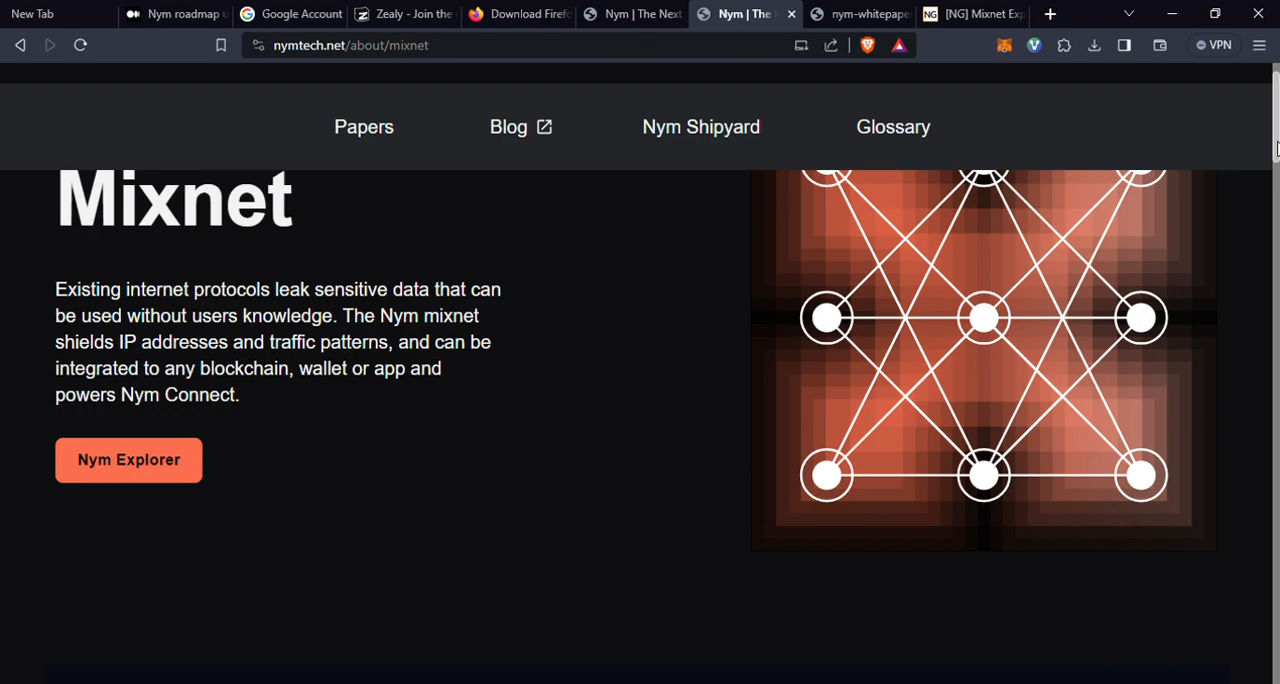 New Tab
Nym roadmap u
Google Account
Zealy - Join the
Download Firefo
Nym | The Next
Nym | The
nym-whitepape
NG [NG] Mixnet Exp
nymtech.net/about/mixnet
VPN
Papers
Blog
Nym Shipyard
Glossary
Mixnet
Existing internet protocols leak sensitive data that can
be used without users knowledge. The Nym mixnet
shields IP addresses and traffic patterns, and can be
integrated to any blockchain, wallet or app and
powers Nym Connect.
Nym Explorer